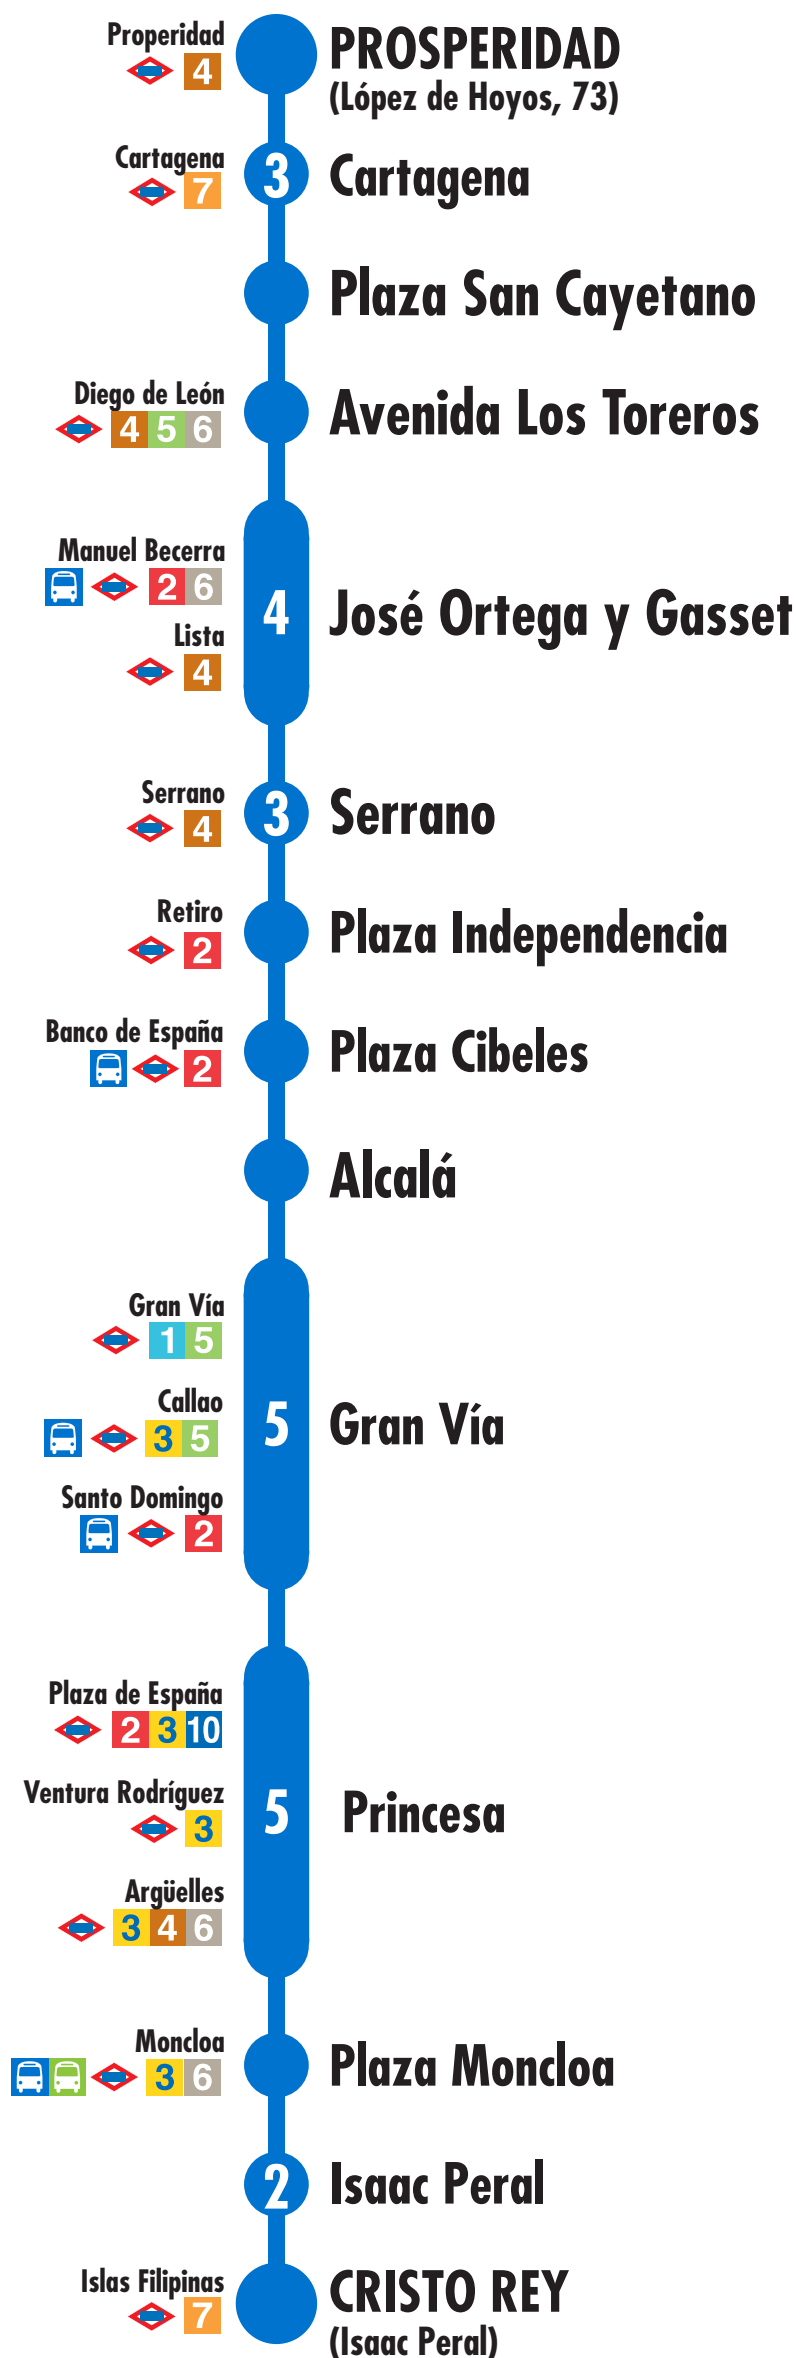 Properidad
4
PROSPERIDAD
(López de Hoyos, 73)
Cartagena
7
3
Cartagena
Plaza San Cayetano
Diego de León
4 5 6
Avenida Los Toreros
Manuel Becerra
2 6
Lista
4
4
José Ortega y Gasset
Serrano
4
3
Serrano
Retiro
2
Plaza Independencia
Banco de España
2
Plaza Cibeles
Alcalá
Gran Vía
1 5
Callao
3 5
Santo Domingo
2
5
Gran Vía
Plaza de España
2 3 10
Ventura Rodríguez
3
Argüelles
3 4 6
5
Princesa
Moncloa
3 6
Plaza Moncloa
2
Isaac Peral
Islas Filipinas
7
CRISTO REY
(Isaac Peral)